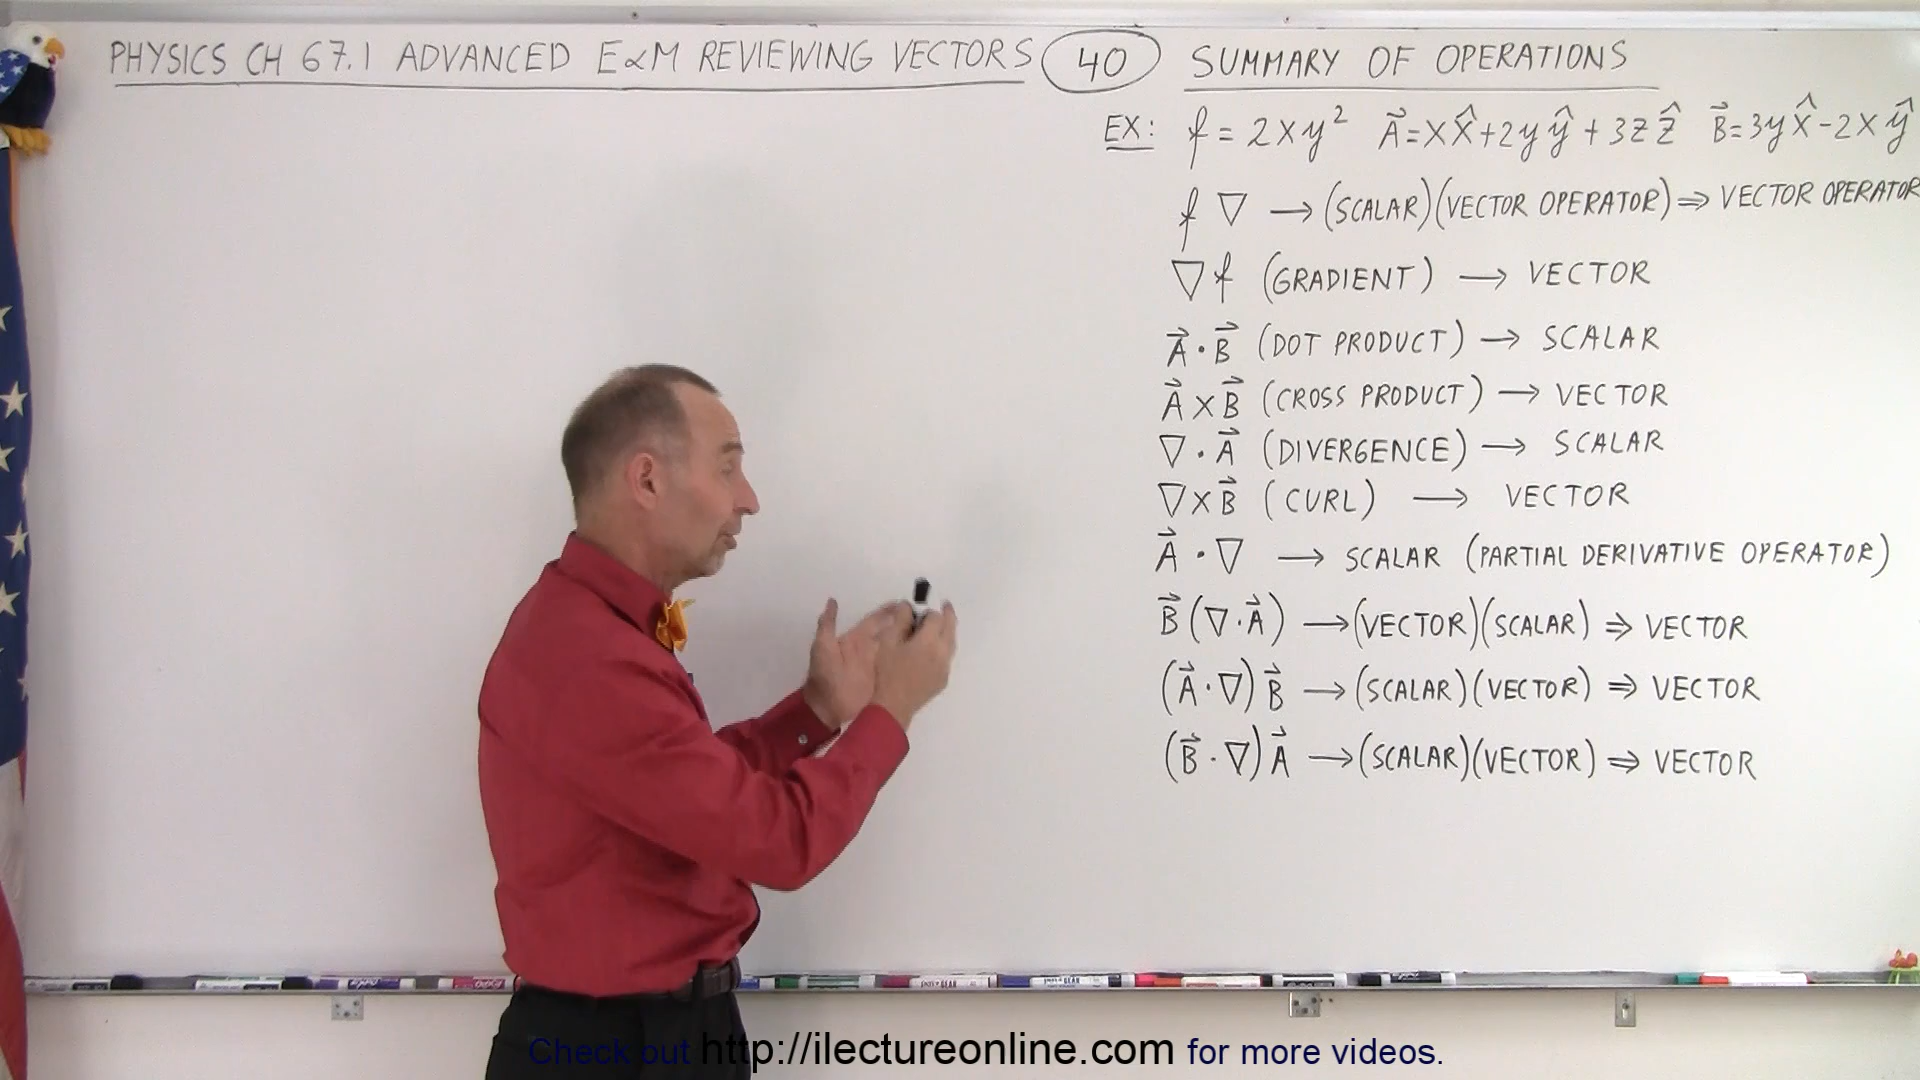 PHYSICS CH 67.1 ADVANCED E∝M REVIEWING VECTORS 40 SUMMARY OF OPERATIONS
EX: f = 2xy² A⃗=xx̂+2yŷ+3zẑ B⃗=3yx̂-2xŷ
f ∇ → (SCALAR)(VECTOR OPERATOR) ⇒ VECTOR OPERATOR
∇f (GRADIENT) → VECTOR
A⃗·B⃗ (DOT PRODUCT) → SCALAR
A⃗×B⃗ (CROSS PRODUCT) → VECTOR
∇·A⃗ (DIVERGENCE) → SCALAR
∇×B⃗ (CURL) → VECTOR
A⃗·∇ → SCALAR (PARTIAL DERIVATIVE OPERATOR)
B⃗(∇·A⃗) → (VECTOR)(SCALAR) ⇒ VECTOR
(A⃗·∇)B⃗ → (SCALAR)(VECTOR) ⇒ VECTOR
(B⃗·∇)A⃗ → (SCALAR)(VECTOR) ⇒ VECTOR
Check out http://ilectureonline.com for more videos.